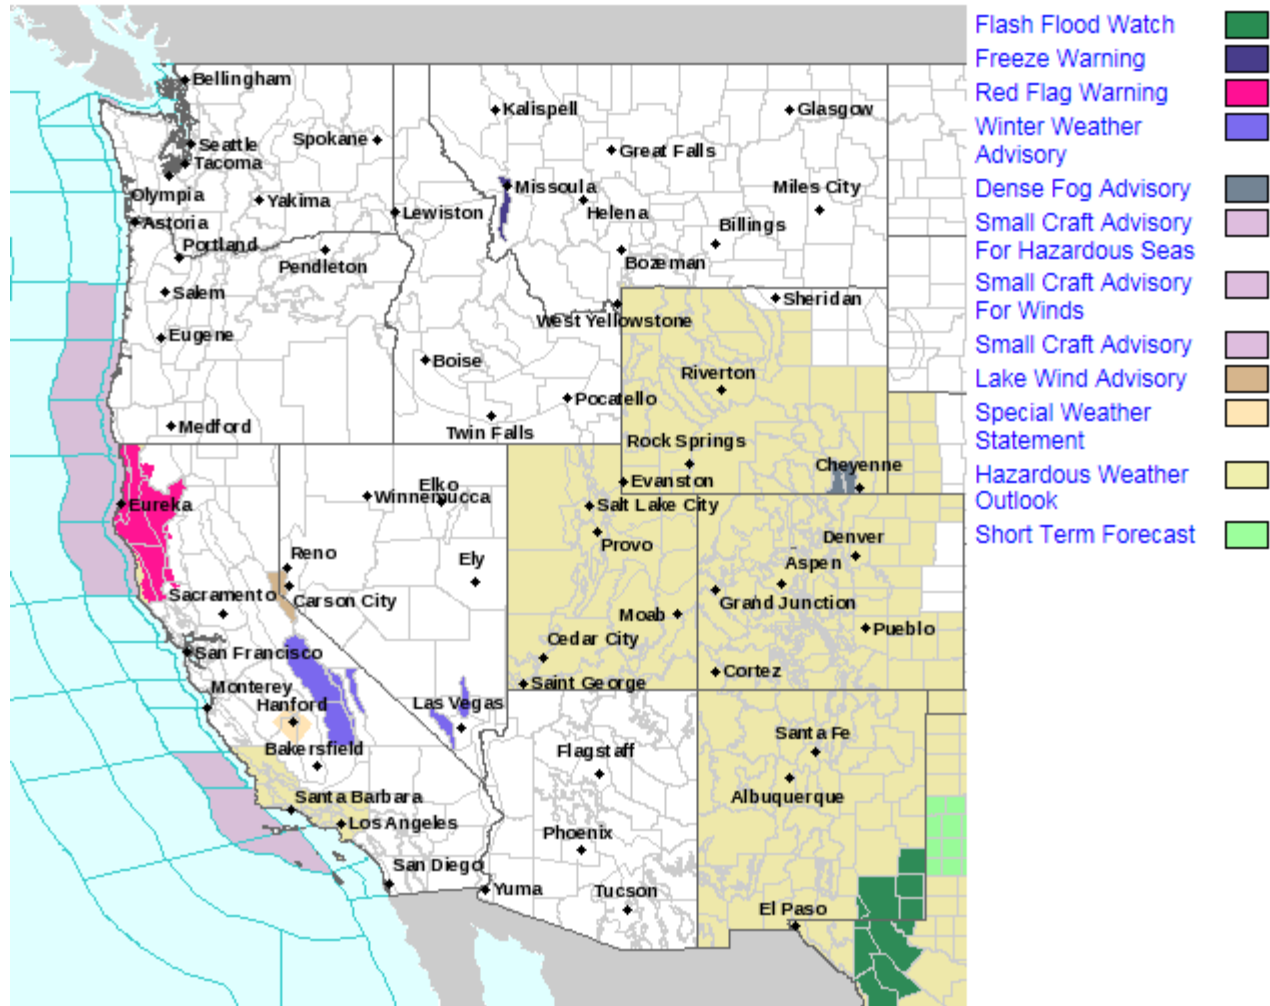 Bellingham
Seattle
Tacoma
Olympia
Spokane
Yakima
Astoria
Portland
Pendleton
Lewiston
Salem
Eugene
Medford
Kalispell
Glasgow
Great Falls
Missoula
Helena
Miles City
Billings
Bozeman
West Yellowstone
Sheridan
Boise
Pocatello
Twin Falls
Riverton
Rock Springs
Cheyenne
Evanston
Eureka
Elko
Winnemucca
Salt Lake City
Provo
Reno
Ely
Carson City
Sacramento
Denver
Aspen
Grand Junction
Moab
Pueblo
Cedar City
Cortez
Saint George
San Francisco
Monterey
Hanford
Las Vegas
Bakersfield
Flagstaff
Santa Fe
Albuquerque
Santa Barbara
Los Angeles
Phoenix
San Diego
Yuma
Tucson
El Paso
Flash Flood Watch
Freeze Warning
Red Flag Warning
Winter Weather
Advisory
Dense Fog Advisory
Small Craft Advisory
For Hazardous Seas
Small Craft Advisory
For Winds
Small Craft Advisory
Lake Wind Advisory
Special Weather
Statement
Hazardous Weather
Outlook
Short Term Forecast